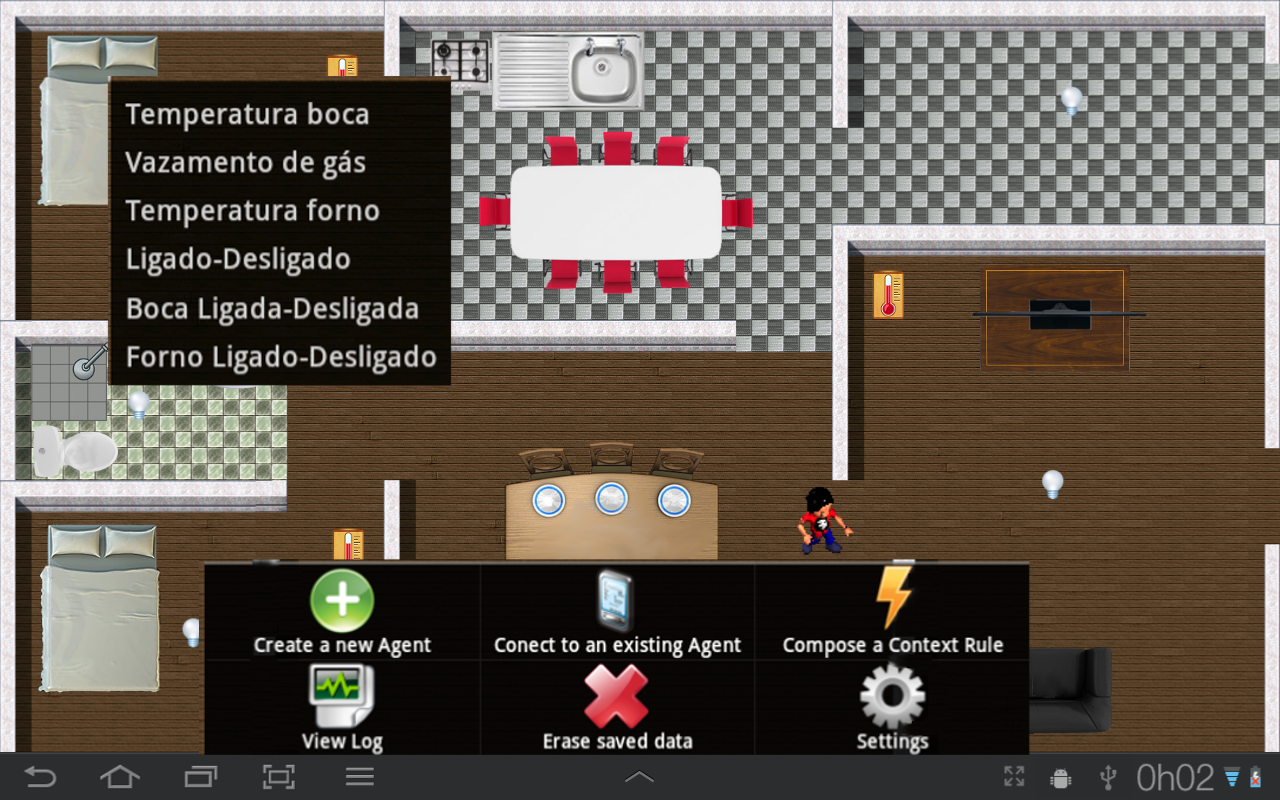 Temperatura boca
Vazamento de gás
Temperatura forno
Ligado-Desligado
Boca Ligada-Desligada
Forno Ligado-Desligado
Create a new Agent
Conect to an existing Agent
Compose a Context Rule
View Log
Erase saved data
Settings
0h02